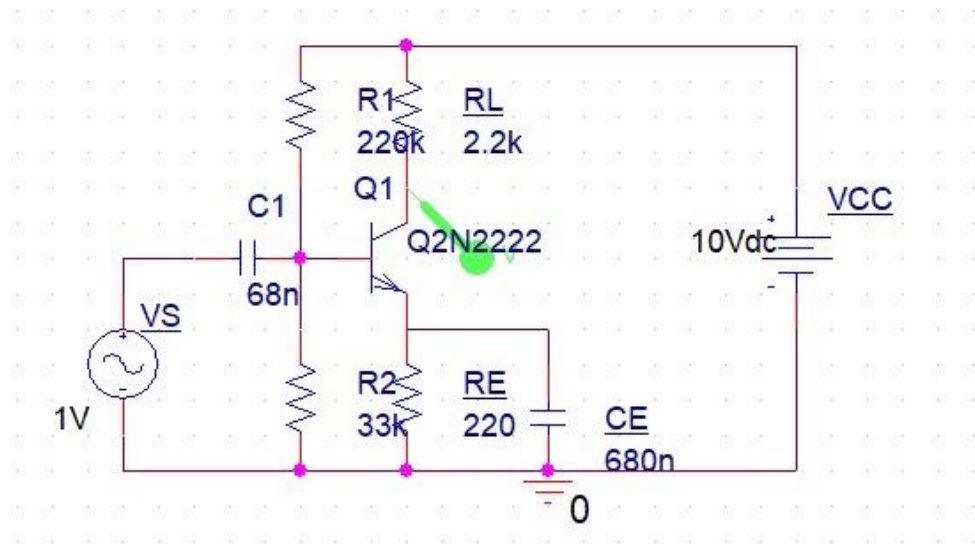 R1
220k
RL
2.2k
Q1
Q2N2222
C1
68n
VCC
10Vdc
+
-
VS
+
-
1V
R2
33k
RE
220
CE
680n
0
V